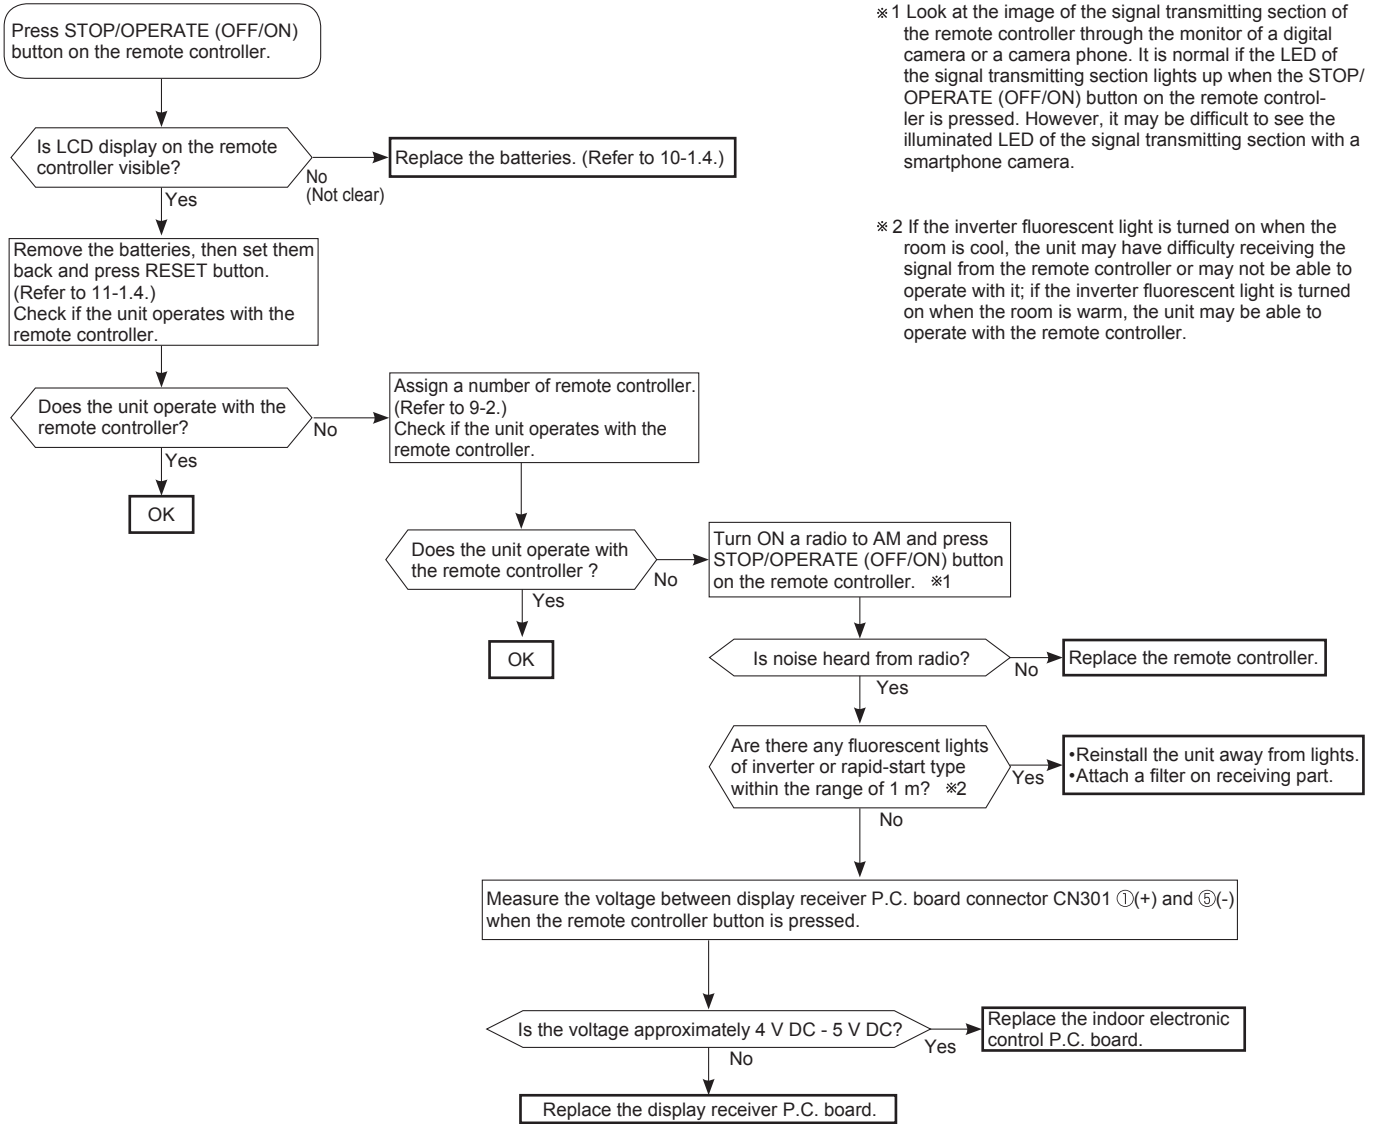 Press STOP/OPERATE (OFF/ON)
button on the remote controller.
Is LCD display on the remote
controller visible?
No
(Not clear)
Replace the batteries. (Refer to 10-1.4.)
Yes
Remove the batteries, then set them
back and press RESET button.
(Refer to 11-1.4.)
Check if the unit operates with the
remote controller.
Does the unit operate with the
remote controller?
No
Yes
OK
Assign a number of remote controller.
(Refer to 9-2.)
Check if the unit operates with the
remote controller.
Does the unit operate with
the remote controller ?
No
Yes
OK
Turn ON a radio to AM and press
STOP/OPERATE (OFF/ON) button
on the remote controller. ※1
Is noise heard from radio?
No
Replace the remote controller.
Yes
Are there any fluorescent lights
of inverter or rapid-start type
within the range of 1 m? ※2
Yes
•Reinstall the unit away from lights.
•Attach a filter on receiving part.
No
Measure the voltage between display receiver P.C. board connector CN301 ①(+) and ⑤(-)
when the remote controller button is pressed.
Is the voltage approximately 4 V DC - 5 V DC?
Yes
Replace the indoor electronic
control P.C. board.
No
Replace the display receiver P.C. board.
※1 Look at the image of the signal transmitting section of
the remote controller through the monitor of a digital
camera or a camera phone. It is normal if the LED of
the signal transmitting section lights up when the STOP/
OPERATE (OFF/ON) button on the remote control-
ler is pressed. However, it may be difficult to see the
illuminated LED of the signal transmitting section with a
smartphone camera.
※2 If the inverter fluorescent light is turned on when the
room is cool, the unit may have difficulty receiving the
signal from the remote controller or may not be able to
operate with it; if the inverter fluorescent light is turned
on when the room is warm, the unit may be able to
operate with the remote controller.